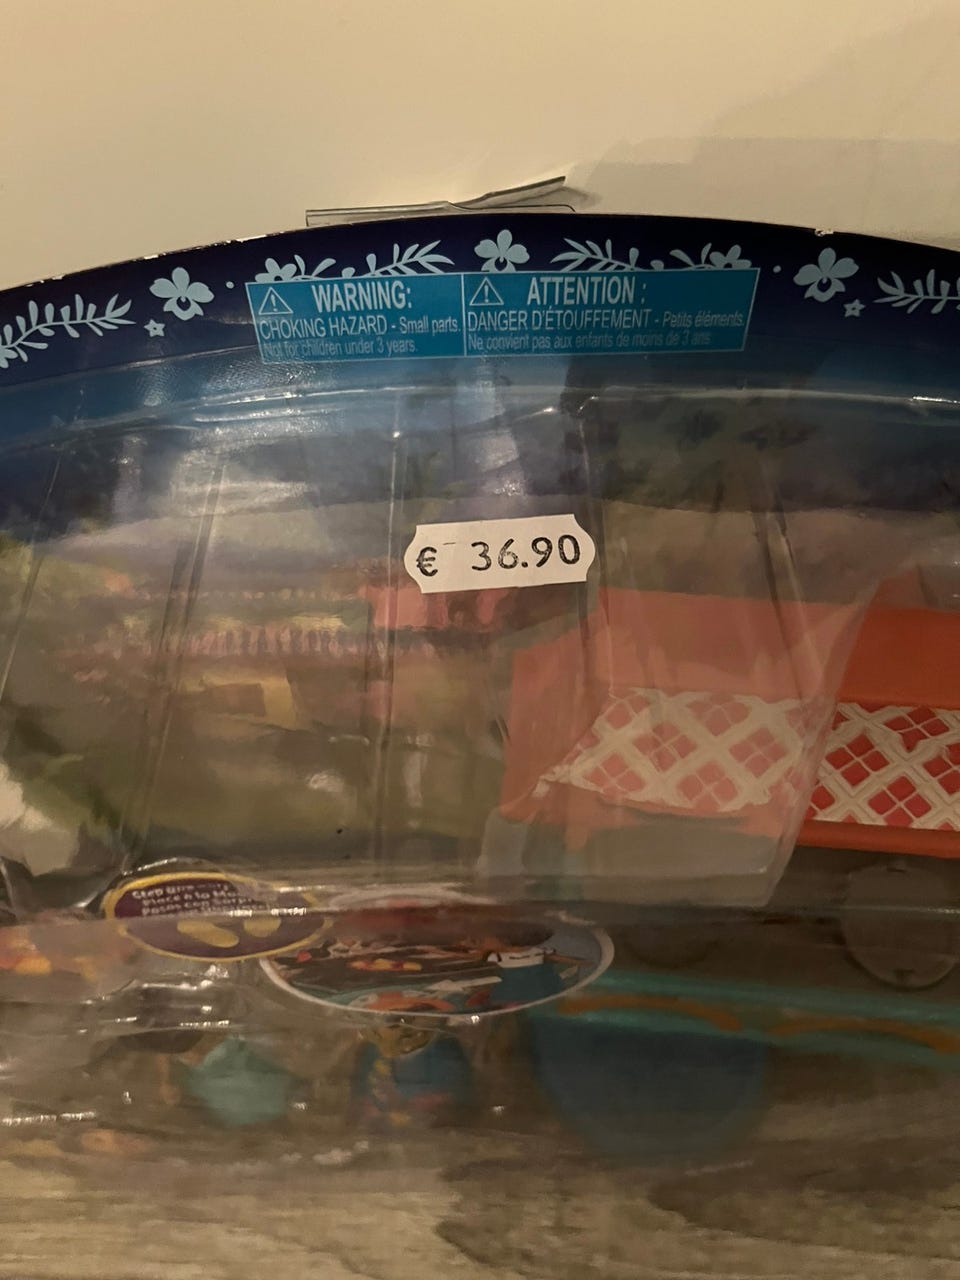 WARNING:
CHOKING HAZARD - Small parts.
Not for children under 3 years.
ATTENTION :
DANGER D'ÉTOUFFEMENT - Petits éléments.
Ne convient pas aux enfants de moins de 3 ans
€ 36.90